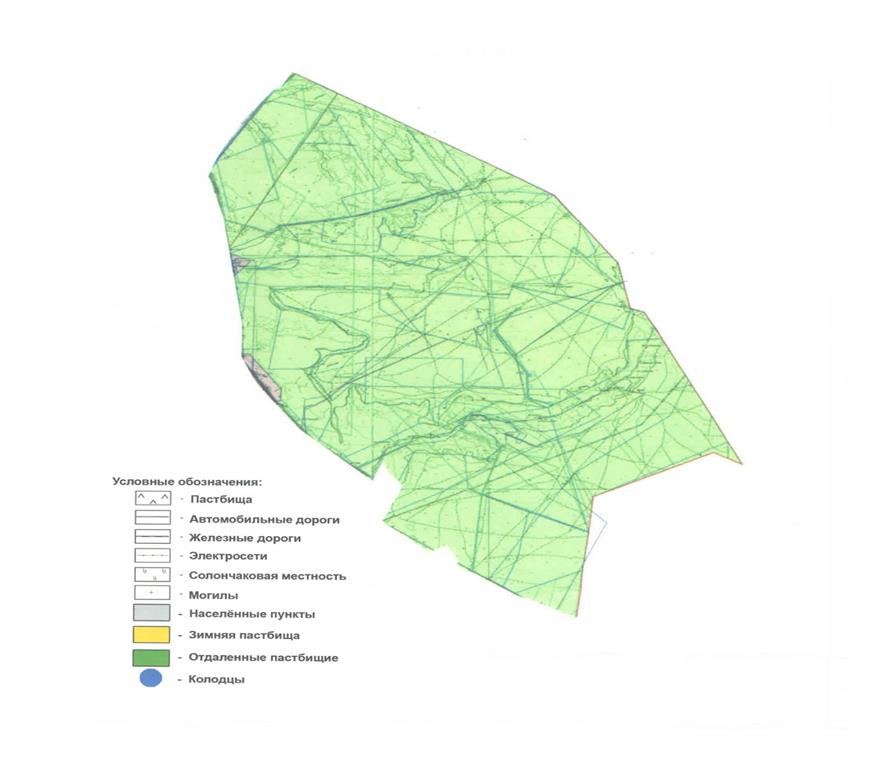 Условные обозначения:
- Пастбища
- Автомобильные дороги
- Железные дороги
- Электросети
- Солончаковая местность
- Могилы
- Населённые пункты
- Зимняя пастбища
- Отдаленные пастбищие
- Колодцы